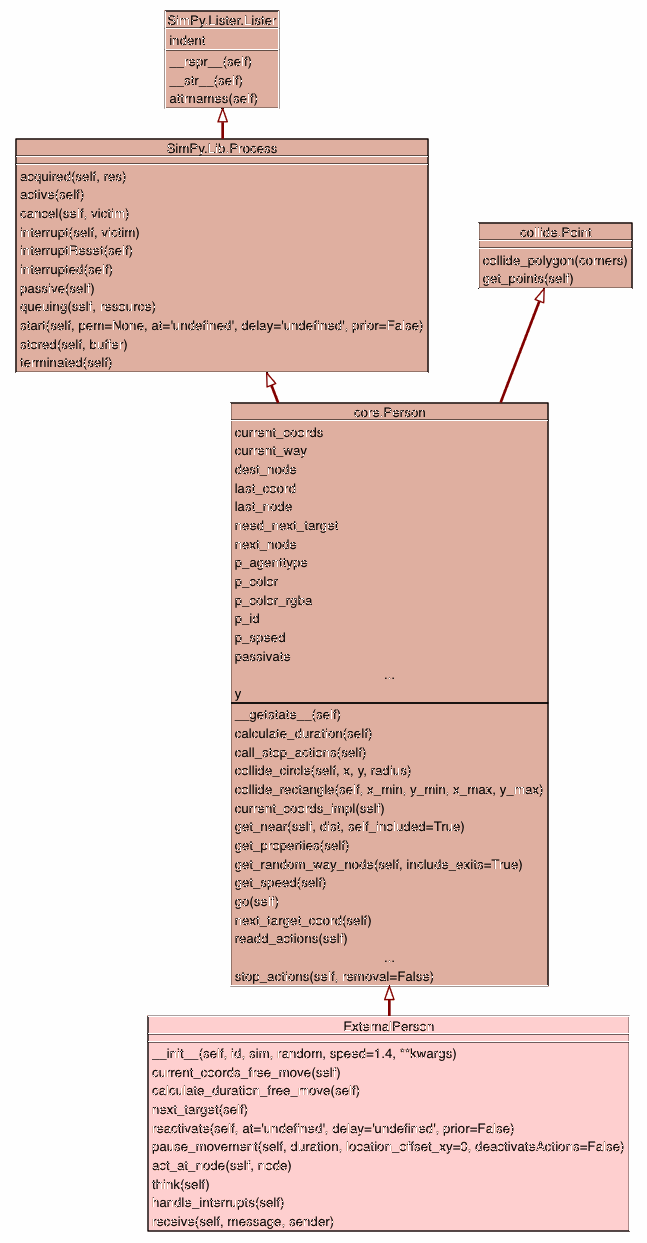 SimPy.Lister.Lister
indent
__repr__(self)
__str__(self)
attrnames(self)
SimPy.Lib.Process
acquired(self, res)
active(self)
cancel(self, victim)
interrupt(self, victim)
interruptReset(self)
interrupted(self)
passive(self)
queuing(self, resource)
start(self, pem=None, at='undefined', delay='undefined', prior=False)
stored(self, buffer)
terminated(self)
collide.Point
collide_polygon(corners)
get_points(self)
core.Person
current_coords
current_way
dest_node
last_coord
last_node
need_next_target
next_node
p_agenttype
p_color
p_color_rgba
p_id
p_speed
passivate
...
y
__getstate__(self)
calculate_duration(self)
call_stop_actions(self)
collide_circle(self, x, y, radius)
collide_rectangle(self, x_min, y_min, x_max, y_max)
current_coords_impl(self)
get_near(self, dist, self_included=True)
get_properties(self)
get_random_way_node(self, include_exits=True)
get_speed(self)
go(self)
next_target_coord(self)
readd_actions(self)
...
stop_actions(self, removal=False)
ExternalPerson
__init__(self, id, sim, random, speed=1.4, **kwargs)
current_coords_free_move(self)
calculate_duration_free_move(self)
next_target(self)
reactivate(self, at='undefined', delay='undefined', prior=False)
pause_movement(self, duration, location_offset_xy=0, deactivateActions=False)
act_at_node(self, node)
think(self)
handle_interrupts(self)
receive(self, message, sender)